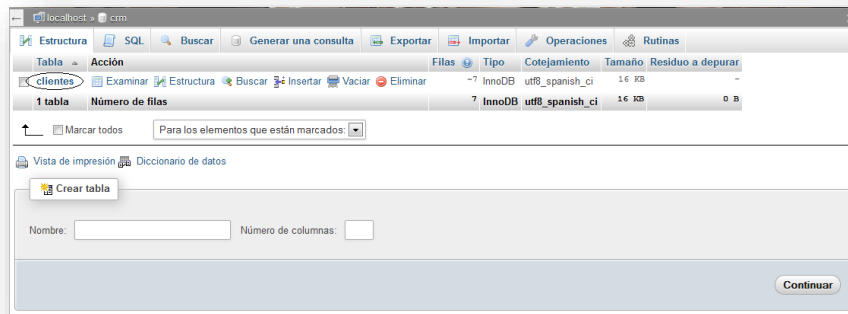 localhost » crm
Estructura SQL Buscar Generar una consulta Exportar Importar Operaciones Rutinas
Tabla Acción Filas Tipo Cotejamiento Tamaño Residuo a depurar
clientes Examinar Estructura Buscar Insertar Vaciar Eliminar ~7 InnoDB utf8_spanish_ci 16 KB -
1 tabla Número de filas 7 InnoDB utf8_spanish_ci 16 KB 0 B
Marcar todos Para los elementos que están marcados:
Vista de impresión Diccionario de datos
Crear tabla
Nombre: Número de columnas:
Continuar